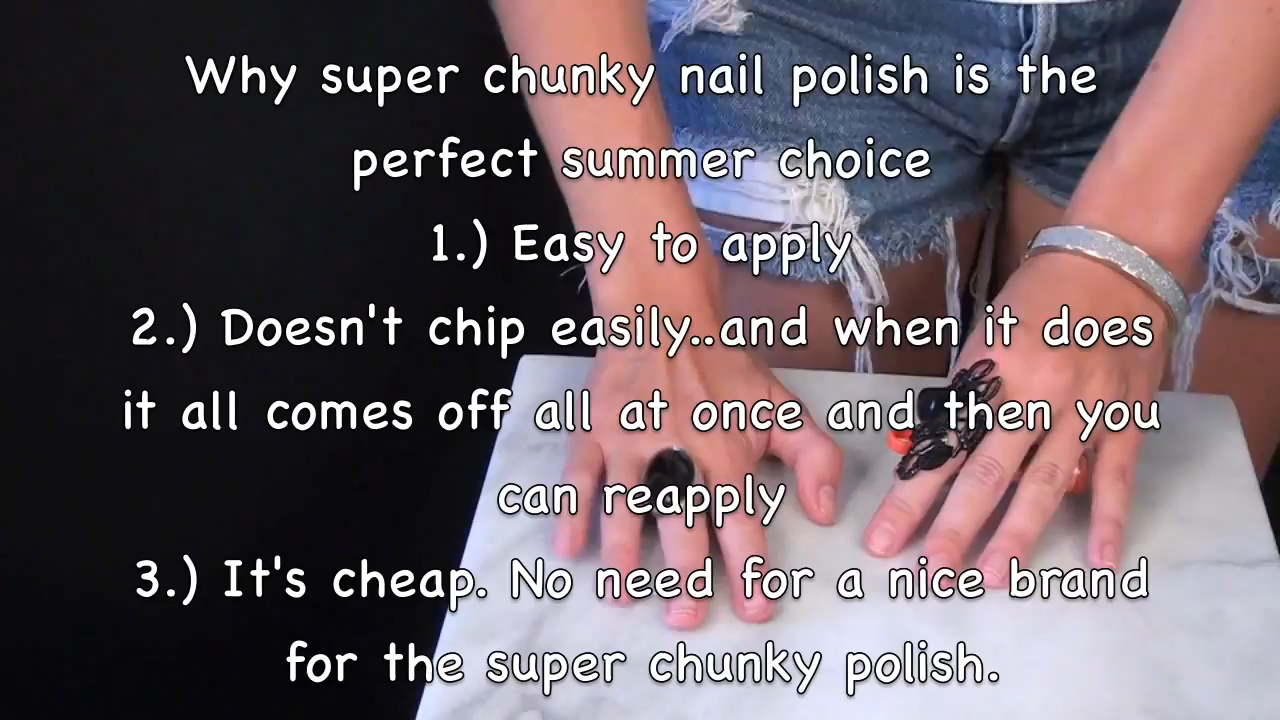 Why super chunky nail polish is the
perfect summer choice
1.) Easy to apply
2.) Doesn't chip easily..and when it does
it all comes off all at once and then you
can reapply
3.) It's cheap. No need for a nice brand
for the super chunky polish.